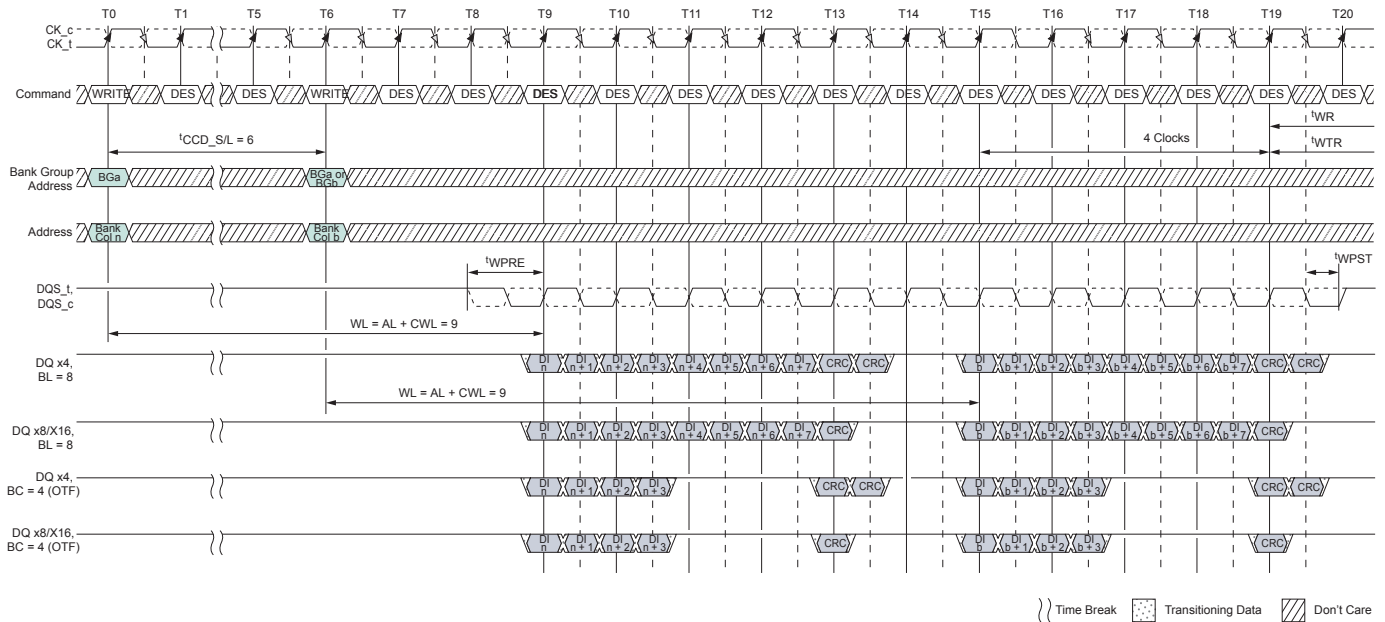 T0 T1 T5 T6 T7 T8 T9 T10 T11 T12 T13 T14 T15 T16 T17 T18 T19 T20
CK_c
CK_t
Command WRITE DES DES WRITE DES DES DES DES DES DES DES DES DES DES DES DES DES DES
tWR
tCCD_S/L = 6 4 Clocks
tWTR
Bank Group
Address
BGa
BGa or
BGb
Address
Bank
Col n
Bank
Col b
tWPRE tWPST
DQS_t,
DQS_c
WL = AL + CWL = 9
DQ x4,
BL = 8
DI DI DI DI DI DI DI DI CRC CRC DI DI DI DI DI DI DI DI CRC CRC
n n + 1 n + 2 n + 3 n + 4 n + 5 n + 6 n + 7 b b + 1 b + 2 b + 3 b + 4 b + 5 b + 6 b + 7
WL = AL + CWL = 9
DQ x8/X16,
BL = 8
DI DI DI DI DI DI DI DI CRC DI DI DI DI DI DI DI DI CRC
n n + 1 n + 2 n + 3 n + 4 n + 5 n + 6 n + 7 b b + 1 b + 2 b + 3 b + 4 b + 5 b + 6 b + 7
DQ x4,
BC = 4 (OTF)
DI DI DI DI CRC CRC DI DI DI DI CRC CRC
n n + 1 n + 2 n + 3 b b + 1 b + 2 b + 3
DQ x8/X16,
BC = 4 (OTF)
DI DI DI DI CRC DI DI DI DI CRC
n n + 1 n + 2 n + 3 b b + 1 b + 2 b + 3
Time Break Transitioning Data Don't Care